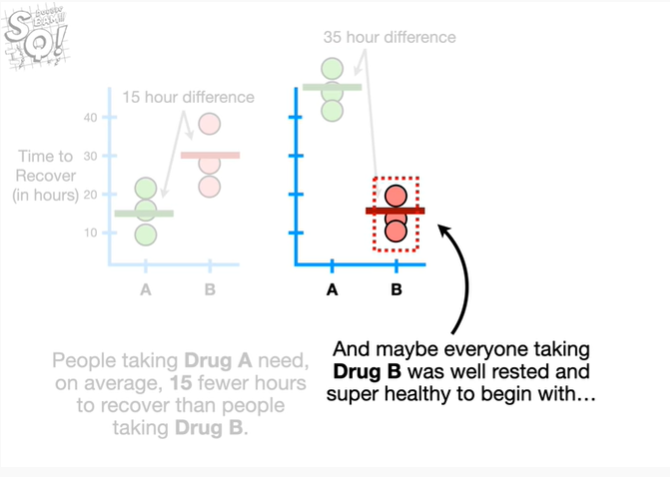 STATQUEST!
35 hour difference
15 hour difference
40
Time to
30
Recover
(in hours)
20
10
A
B
A
B
And maybe everyone taking
Drug B was well rested and
super healthy to begin with...
People taking Drug A need,
on average, 15 fewer hours
to recover than people
taking Drug B.